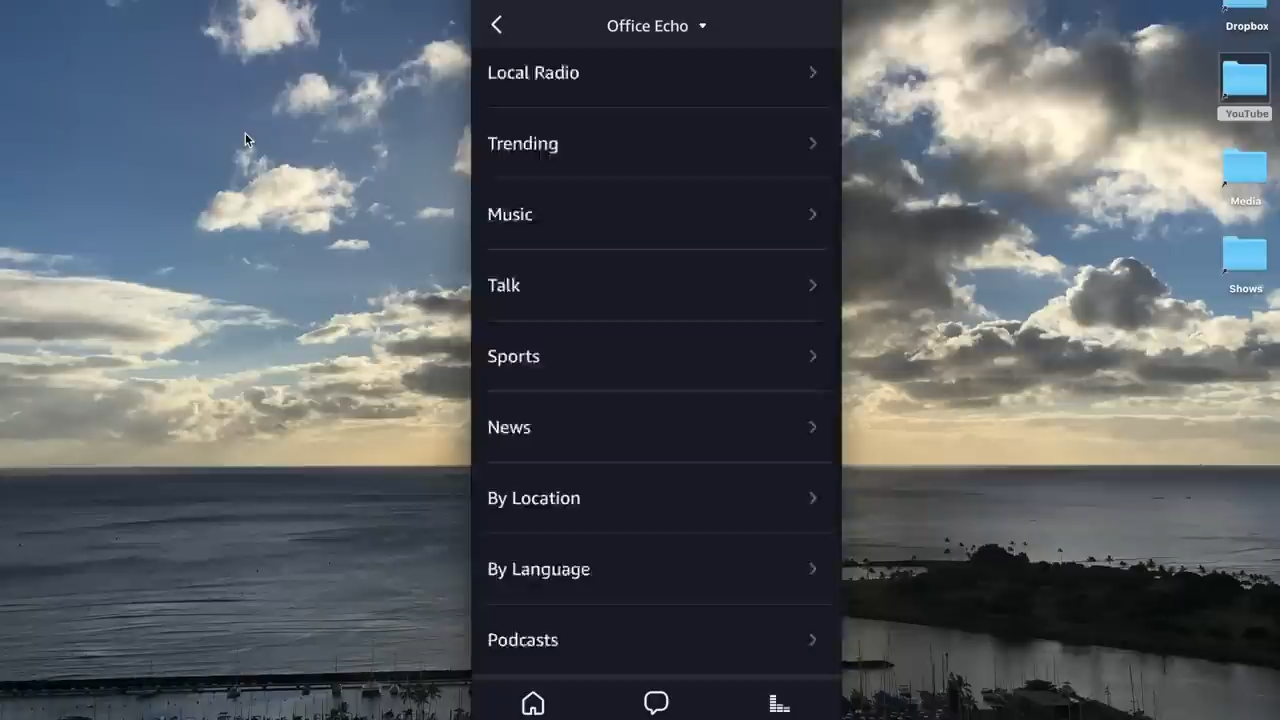 Office Echo
Local Radio
Trending
Music
Talk
Sports
News
By Location
By Language
Podcasts
Dropbox
YouTube
Media
Shows